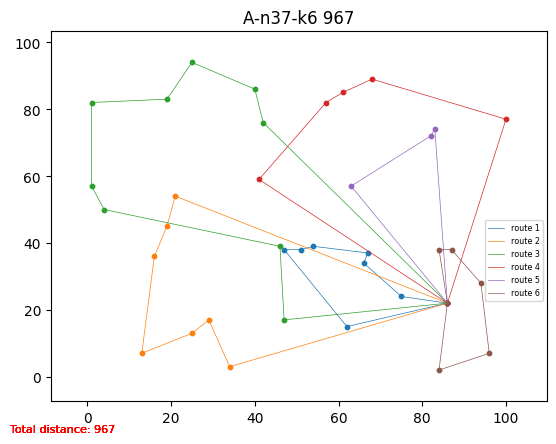 A-n37-k6 967
100
80
60
40
20
0
route 1
route 2
route 3
route 4
route 5
route 6
0 20 40 60 80 100
Total distance: 967